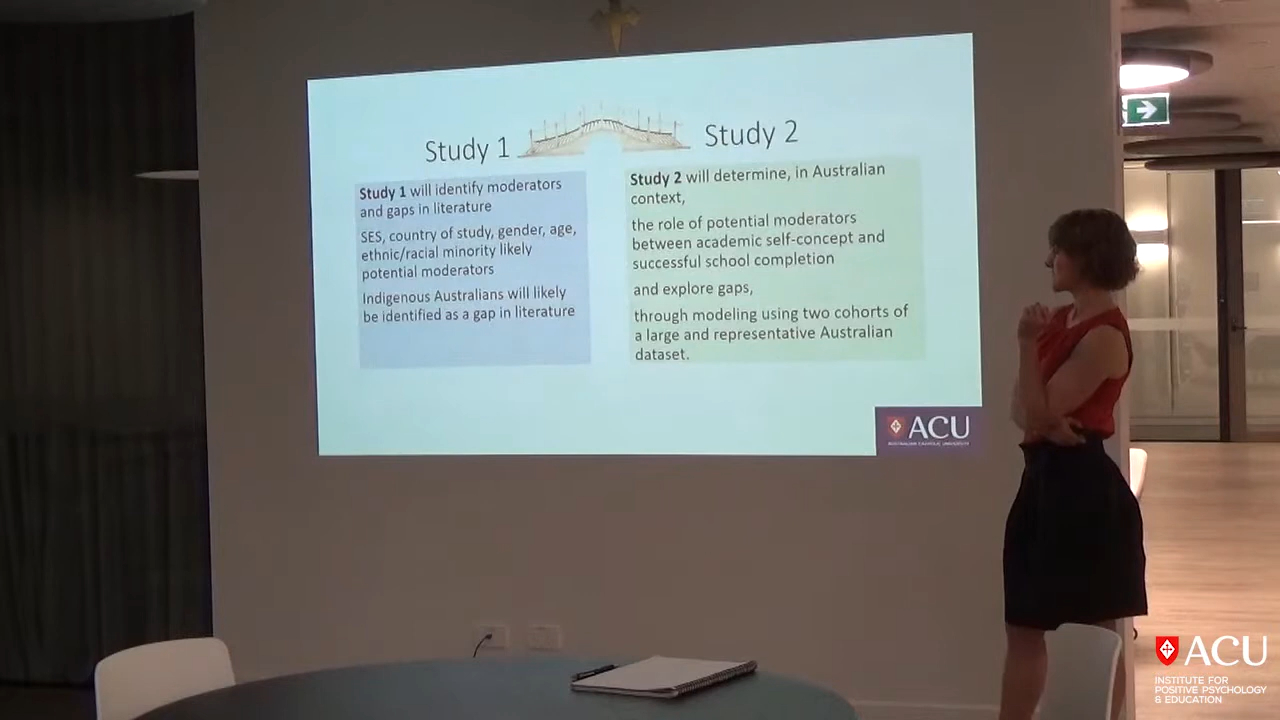 Study 1
Study 2
Study 1 will identify moderators
and gaps in literature
SES, country of study, gender, age,
ethnic/racial minority likely
potential moderators
Indigenous Australians will likely
be identified as a gap in literature
Study 2 will determine, in Australian
context,
the role of potential moderators
between academic self-concept and
successful school completion
and explore gaps,
through modeling using two cohorts of
a large and representative Australian
dataset.
ACU
AUSTRALIAN CATHOLIC UNIVERSITY
ACU
INSTITUTE FOR
POSITIVE PSYCHOLOGY
& EDUCATION